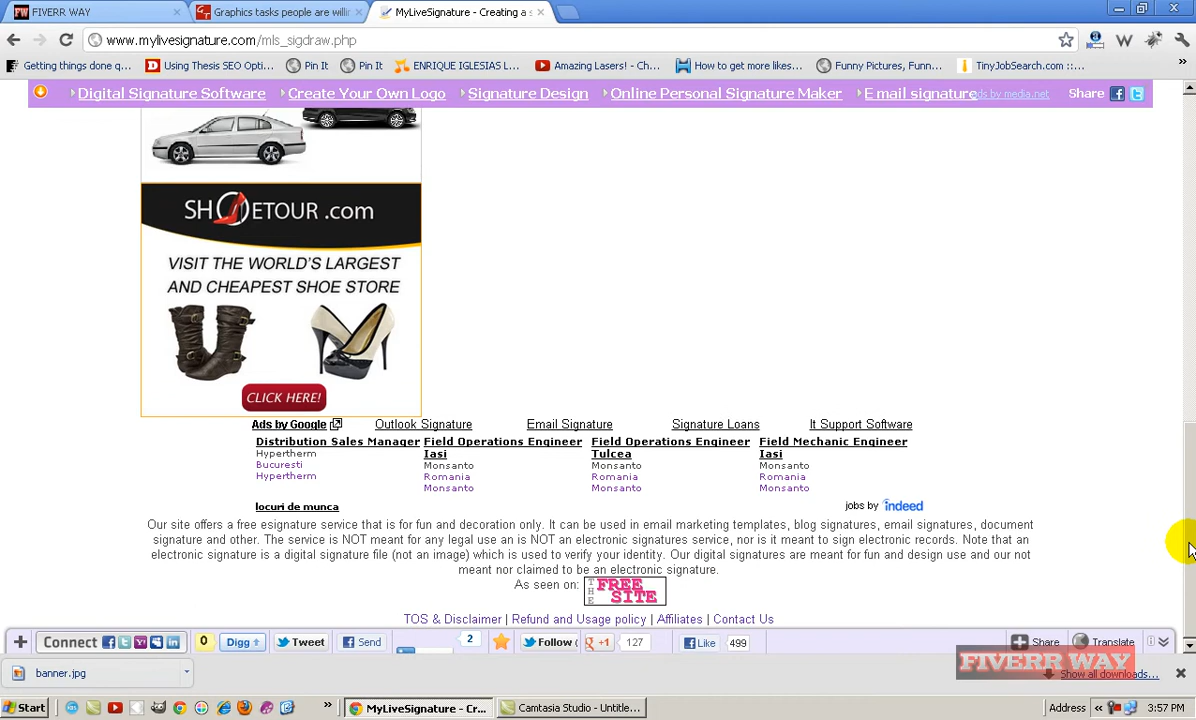 FIVERR WAY
Graphics tasks people are willin
MyLiveSignature - Creating a s
www.mylivesignature.com/mls_sigdraw.php
Getting things done q...
Using Thesis SEO Opti...
Pin It
Pin It
ENRIQUE IGLESIAS L...
Amazing Lasers! - Ch...
How to get more likes...
Funny Pictures, Funn...
TinyJobSearch.com ::...
Digital Signature Software
Create Your Own Logo
Signature Design
Online Personal Signature Maker
Email signature
ads by media.net
Share
SHOETOUR .com
VISIT THE WORLD'S LARGEST
AND CHEAPEST SHOE STORE
CLICK HERE!
Ads by Google
Outlook Signature
Email Signature
Signature Loans
It Support Software
Distribution Sales Manager
Hypertherm
Bucuresti
Hypertherm
Field Operations Engineer
Iasi
Monsanto
Romania
Monsanto
Field Operations Engineer
Tulcea
Monsanto
Romania
Monsanto
Field Mechanic Engineer
Iasi
Monsanto
Romania
Monsanto
locuri de munca
jobs by indeed
Our site offers a free esignature service that is for fun and decoration only. It can be used in email marketing templates, blog signatures, email signatures, document
signature and other. The service is NOT meant for any legal use an is NOT an electronic signatures service, nor is it meant to sign electronic records. Note that an
electronic signature is a digital signature file (not an image) which is used to verify your identity. Our digital signatures are meant for fun and design use and our not
meant nor claimed to be an electronic signature.
As seen on: THE FREE SITE
TOS & Disclaimer | Refund and Usage policy | Affiliates | Contact Us
Connect
0
Digg
Tweet
Send
2
Follow
+1
127
Like
499
Share
Translate
banner.jpg
FIVERR WAY
Show all downloads...
Start
MyLiveSignature - Cr...
Camtasia Studio - Untitle...
Address
3:57 PM